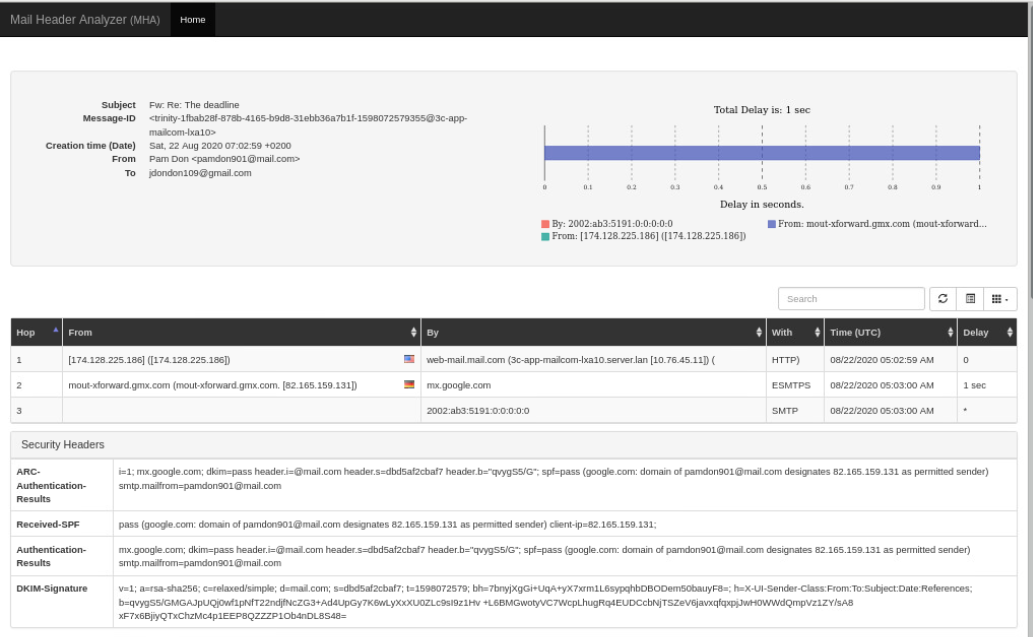 Mail Header Analyzer (MHA) Home
Subject Fw: Re: The deadline
Message-ID <trinity-1fbab28f-878b-4165-b9d8-31ebb36a7b1f-1598072579355@3c-app-
mailcom-lxa10>
Creation time (Date) Sat, 22 Aug 2020 07:02:59 +0200
From Pam Don <pamdon901@mail.com>
To jdondon109@gmail.com
Total Delay is: 1 sec
0 0.1 0.2 0.3 0.4 0.5 0.6 0.7 0.8 0.9 1
Delay in seconds.
By: 2002:ab3:5191:0:0:0:0:0 From: mout-xforward.gmx.com (mout-xforward...
From: [174.128.225.186] ([174.128.225.186])
Search
Hop From By With Time (UTC) Delay
1 [174.128.225.186] ([174.128.225.186]) web-mail.mail.com (3c-app-mailcom-lxa10.server.lan [10.76.45.11]) ( HTTP) 08/22/2020 05:02:59 AM 0
2 mout-xforward.gmx.com (mout-xforward.gmx.com. [82.165.159.131]) mx.google.com ESMTPS 08/22/2020 05:03:00 AM 1 sec
3 2002:ab3:5191:0:0:0:0:0 SMTP 08/22/2020 05:03:00 AM *
Security Headers
ARC-
Authentication-
Results
i=1; mx.google.com; dkim=pass header.i=@mail.com header.s=dbd5af2cbaf7 header.b="qvygS5/G"; spf=pass (google.com: domain of pamdon901@mail.com designates 82.165.159.131 as permitted sender)
smtp.mailfrom=pamdon901@mail.com
Received-SPF pass (google.com: domain of pamdon901@mail.com designates 82.165.159.131 as permitted sender) client-ip=82.165.159.131;
Authentication-
Results
mx.google.com; dkim=pass header.i=@mail.com header.s=dbd5af2cbaf7 header.b="qvygS5/G"; spf=pass (google.com: domain of pamdon901@mail.com designates 82.165.159.131 as permitted sender)
smtp.mailfrom=pamdon901@mail.com
DKIM-Signature v=1; a=rsa-sha256; c=relaxed/simple; d=mail.com; s=dbd5af2cbaf7; t=1598072579; bh=7bnyjXgGi+UqA+yX7xrm1L6sypqhbDBODem50bauyF8=; h=X-UI-Sender-Class:From:To:Subject:Date:References;
b=qvygS5/GMGAJpUQj0wf1pNfT22ndjfNcZG3+Ad4UpGy7K6wLyXxXU0ZLc9sI9z1Hv +L6BMGwotyVC7WcpLhugRq4EUDCcbNjTSZeV6javxqfqxpjJwH0WWdQmpVz1ZY/sA8
xF7x6BjiyQTxChzMc4p1EEP8QZZZP1Ob4nDL8S48=